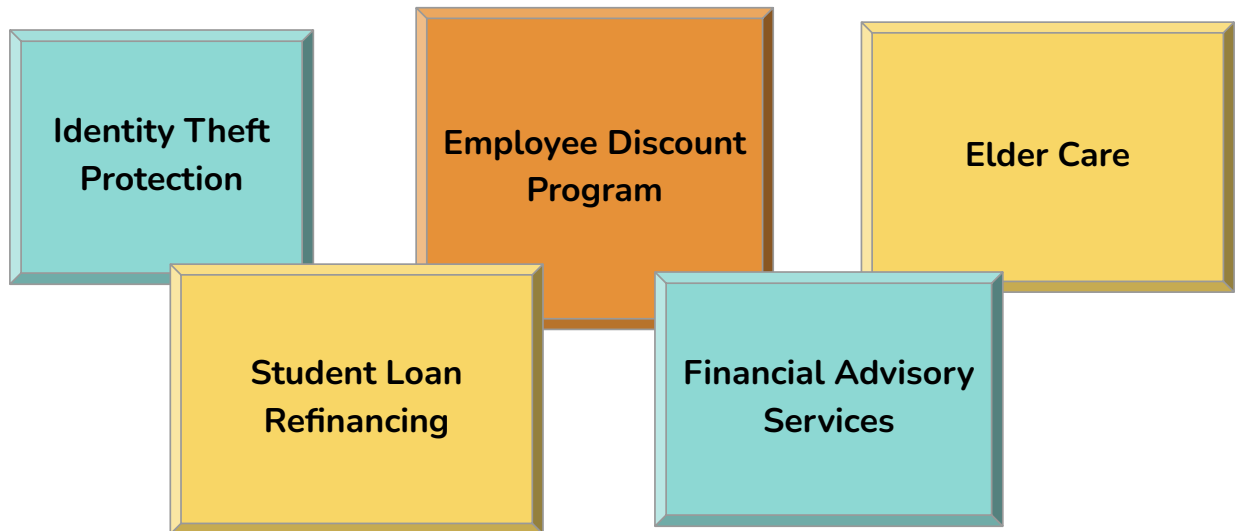 Identity Theft
Protection
Employee Discount
Program
Elder Care
Student Loan
Refinancing
Financial Advisory
Services